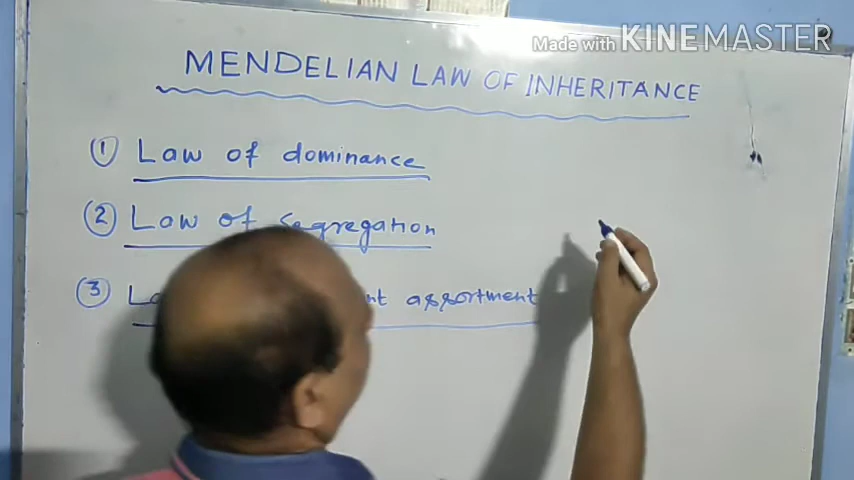 Made with KINEMASTER
MENDELIAN LAW OF INHERITANCE
① Law of dominance
② Law of segregation
③ assortment